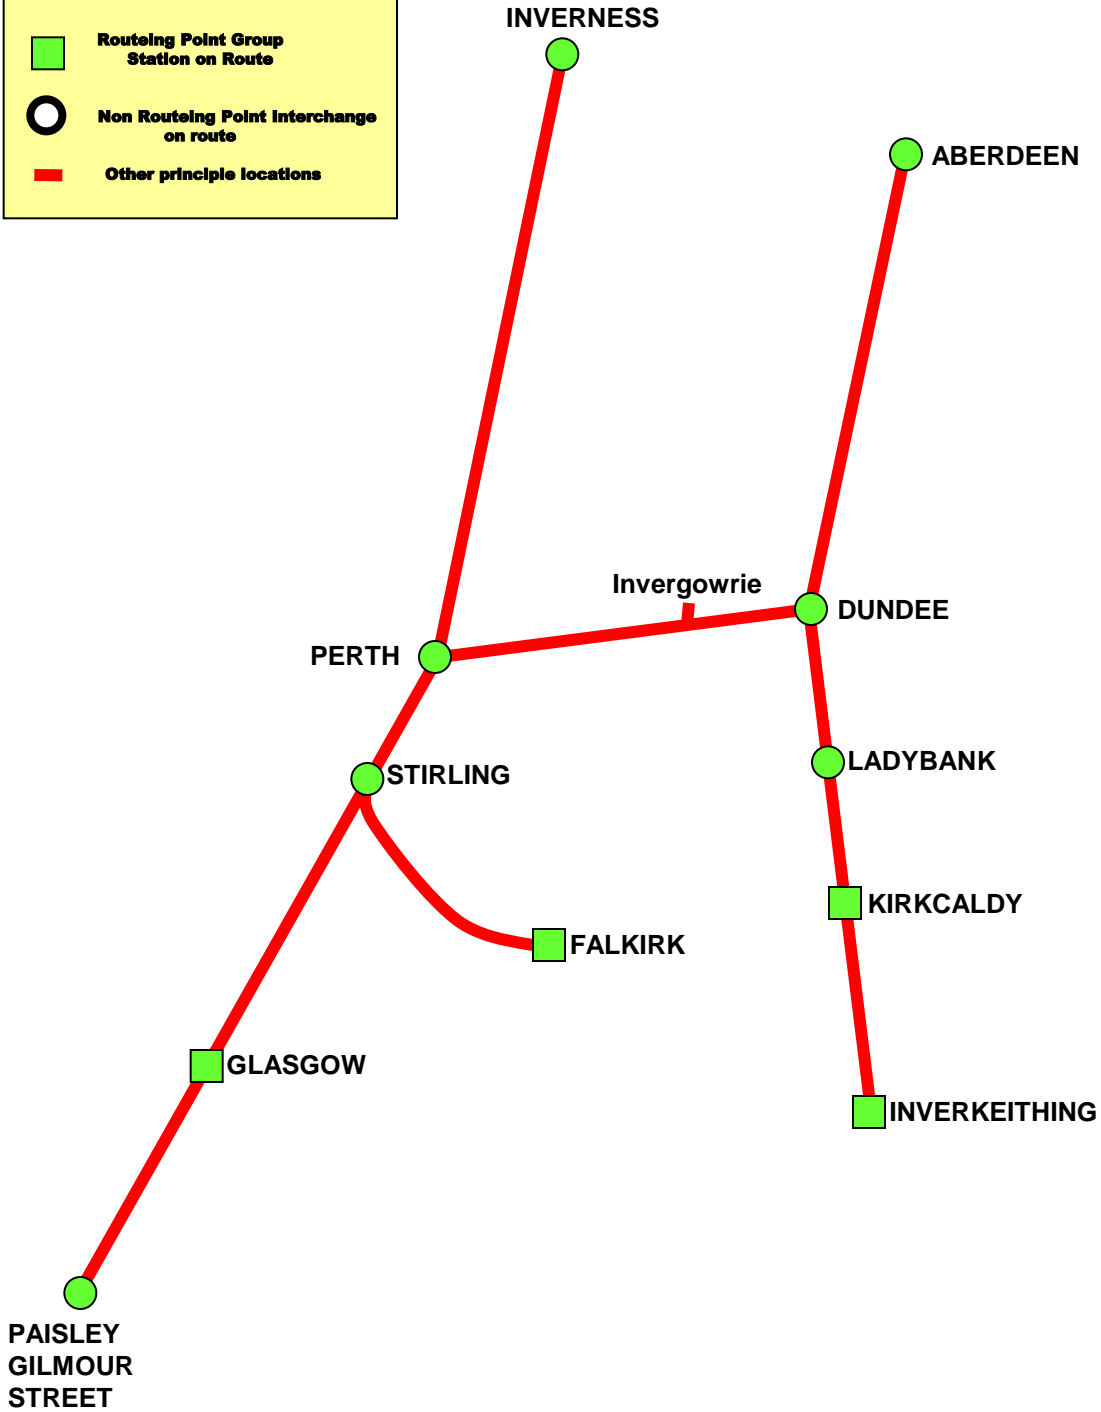 Routeing Point Group
Station on Route
Non Routeing Point Interchange
on route
Other principle locations
INVERNESS
ABERDEEN
Invergowrie
DUNDEE
PERTH
STIRLING
LADYBANK
KIRKCALDY
FALKIRK
GLASGOW
INVERKEITHING
PAISLEY
GILMOUR
STREET